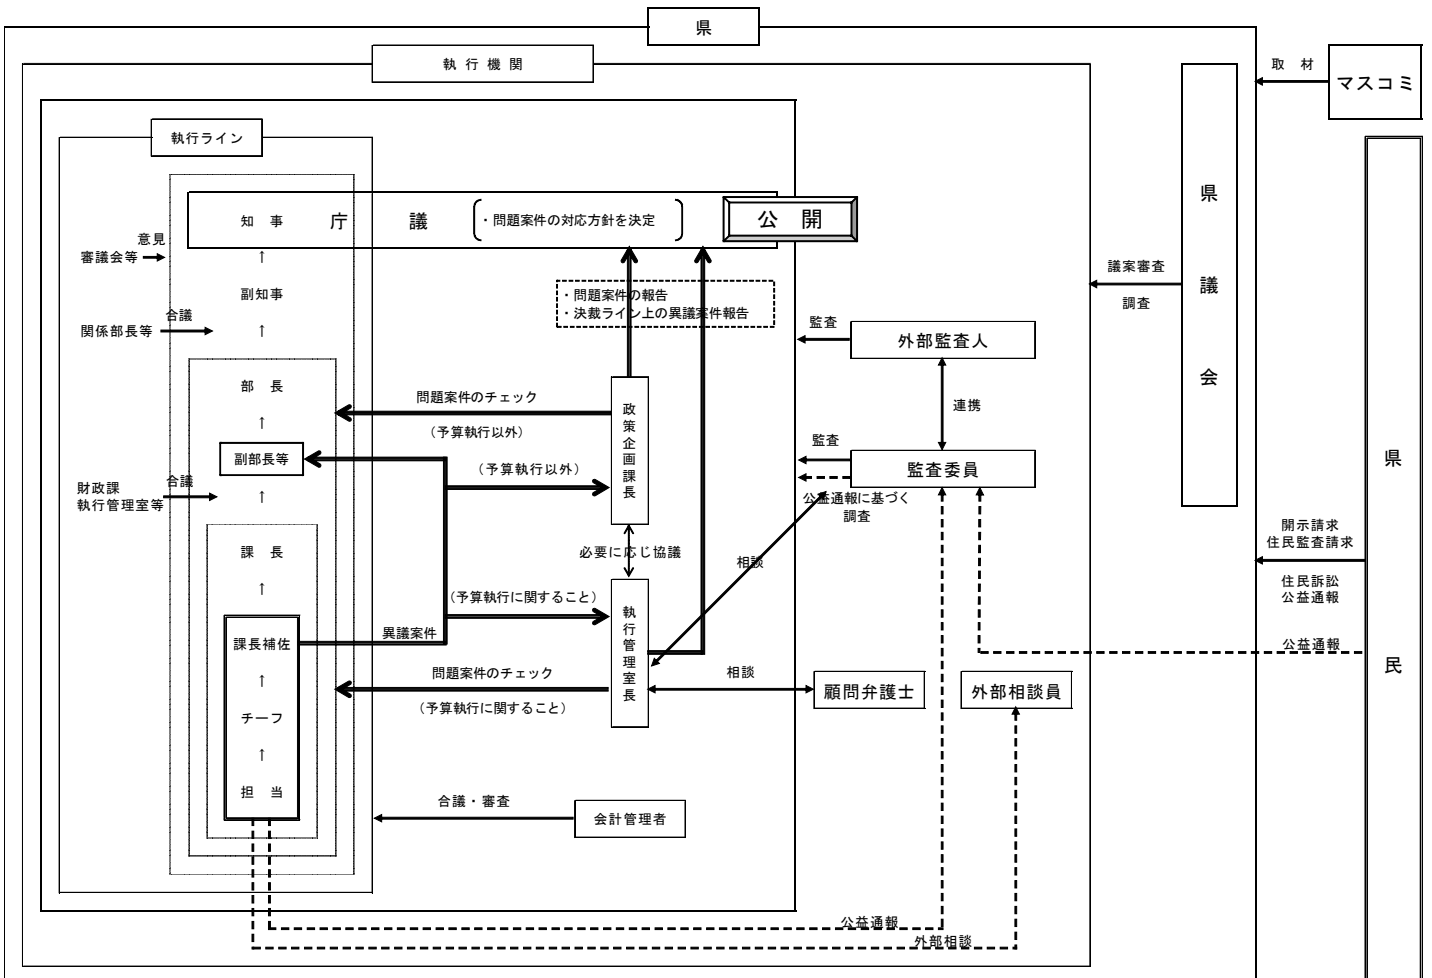 県
執行機関
取　材
マスコミ
執行ライン
知　事
庁　議
・問題案件の対応方針を決定
公　開
意見
審議会等
↑
副知事
・問題案件の報告
・決裁ライン上の異議案件報告
議案審査
調査
県議会
合議
関係部長等
↑
監査
外部監査人
部　長
問題案件のチェック
（予算執行以外）
政策企画課長
連携
↑
副部長等
（予算執行以外）
監査
監査委員
県民
合議
財政課
執行管理室等
↑
公益通報に基づく
調査
開示請求
住民監査請求
課　長
必要に応じ協議
相談
住民訴訟
公益通報
↑
（予算執行に関すること）
執行管理室長
課長補佐
異議案件
公益通報
↑
問題案件のチェック
（予算執行に関すること）
相談
顧問弁護士
外部相談員
チーフ
↑
担　当
合議・審査
会計管理者
公益通報
外部相談